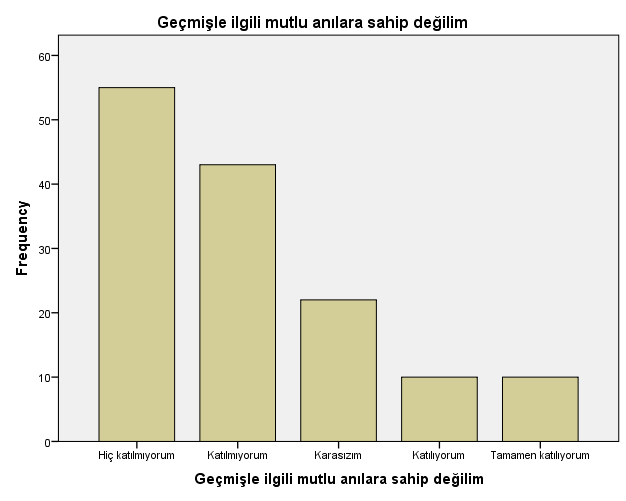 Geçmişle ilgili mutlu anılara sahip değilim
60
50
40
30
20
10
0
Frequency
Hiç katılmıyorum
Katılmıyorum
Karasızım
Katılıyorum
Tamamen katılıyorum
Geçmişle ilgili mutlu anılara sahip değilim